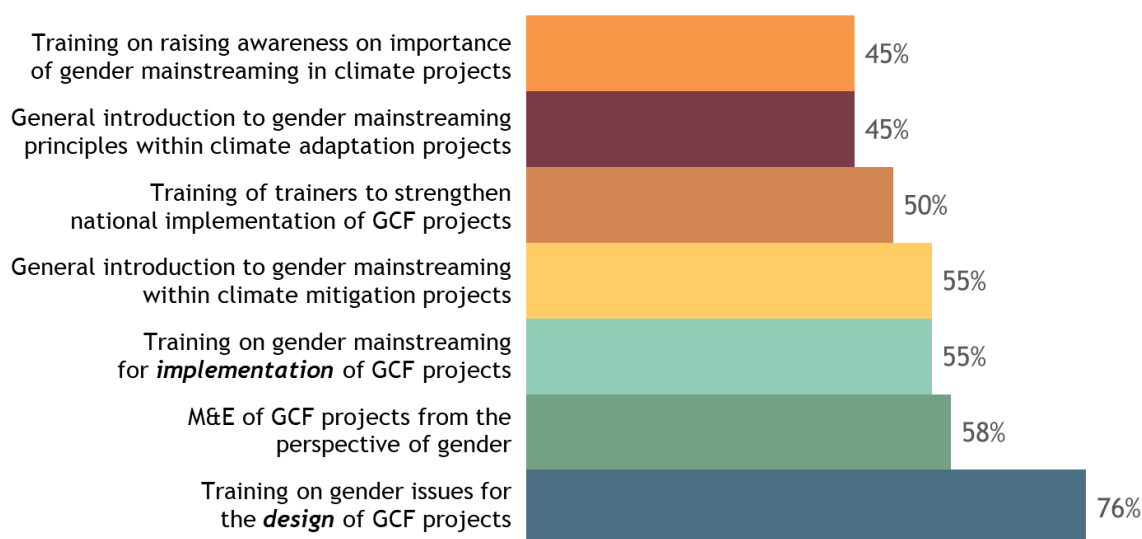 Training on raising awareness on importance
of gender mainstreaming in climate projects
45%
General introduction to gender mainstreaming
principles within climate adaptation projects
45%
Training of trainers to strengthen
national implementation of GCF projects
50%
General introduction to gender mainstreaming
within climate mitigation projects
55%
Training on gender mainstreaming
for implementation of GCF projects
55%
M&E of GCF projects from the
perspective of gender
58%
Training on gender issues for
the design of GCF projects
76%